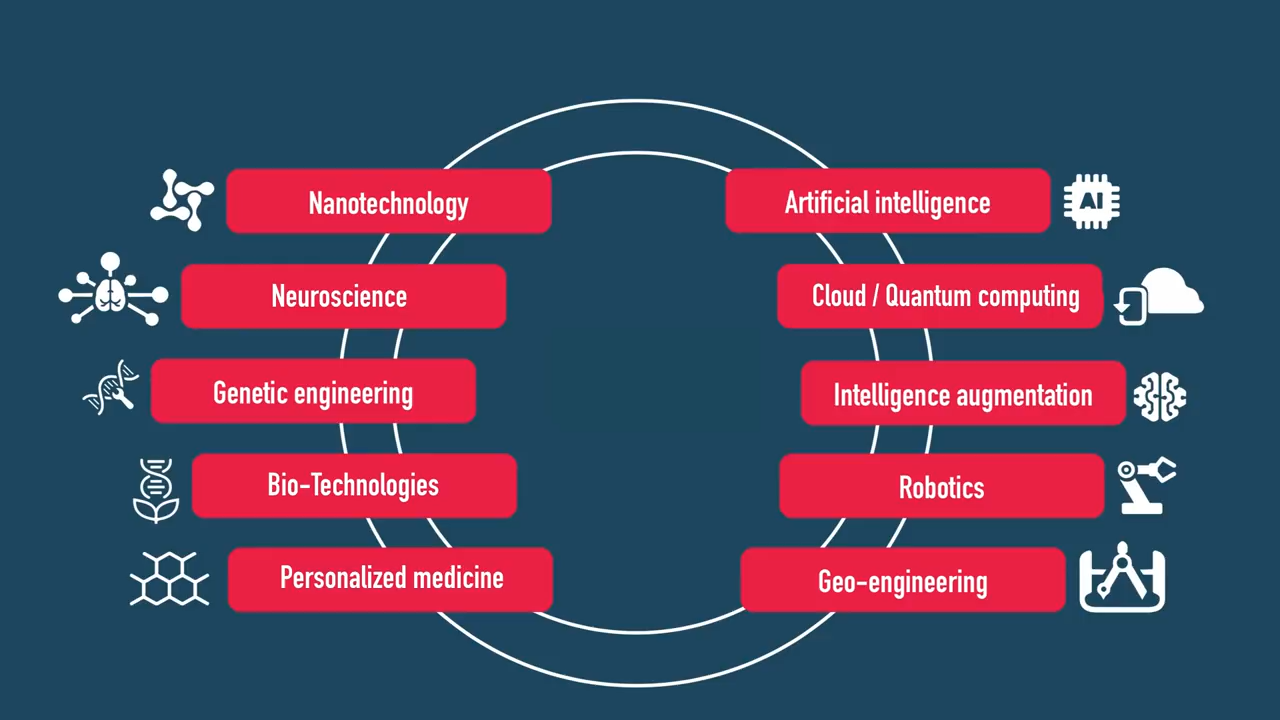 Nanotechnology
Artificial intelligence
AI
Neuroscience
Cloud / Quantum computing
Genetic engineering
Intelligence augmentation
Bio-Technologies
Robotics
Personalized medicine
Geo-engineering